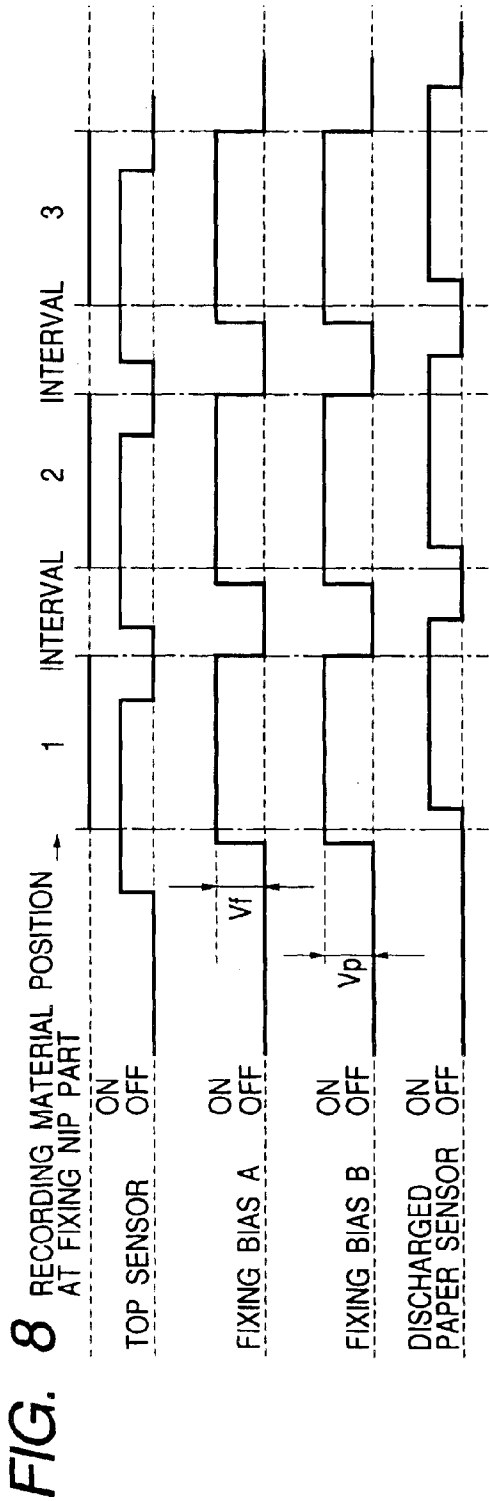 FIG. 8
RECORDING MATERIAL POSITION
AT FIXING NIP PART
1 INTERVAL 2 INTERVAL 3
TOP SENSOR
ON
OFF
FIXING BIAS A
ON
OFF
Vf
FIXING BIAS B
ON
OFF
Vp
DISCHARGED
PAPER SENSOR
ON
OFF